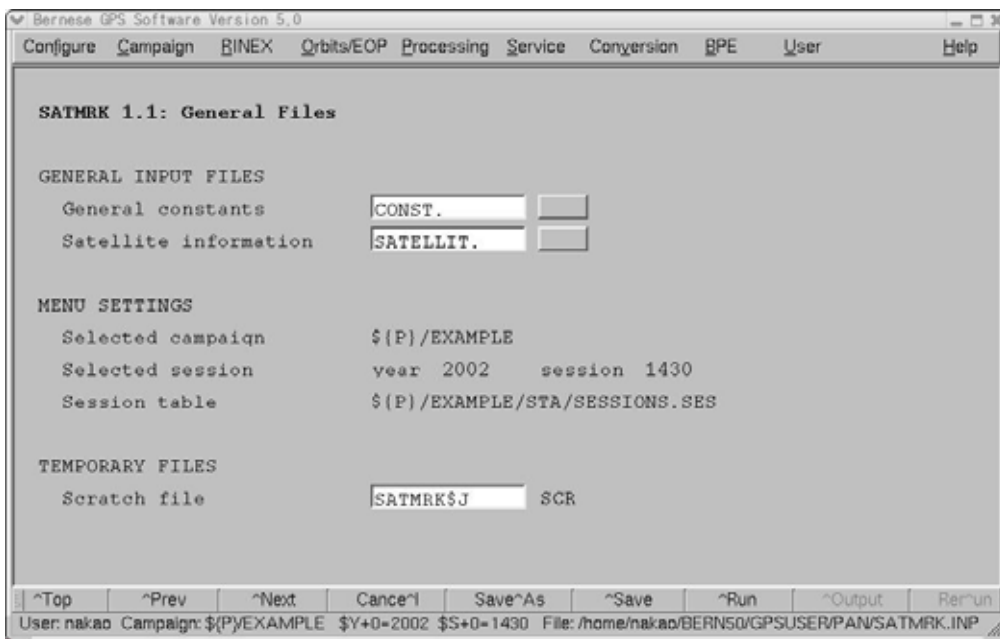 Bernese GPS Software Version 5.0
Configure Campaign RINEX Orbits/EOP Processing Service Conversion BPE User Help
SATMRK 1.1: General Files
GENERAL INPUT FILES
General constants CONST.
Satellite information SATELLIT.
MENU SETTINGS
Selected campaign ${P}/EXAMPLE
Selected session year 2002 session 1430
Session table ${P}/EXAMPLE/STA/SESSIONS.SES
TEMPORARY FILES
Scratch file SATMRK$J SCR
^Top ^Prev ^Next Cance^l Save^As ^Save ^Run ^Output Rer^un
User: nakao Campaign: ${P}/EXAMPLE $Y+0=2002 $S+0=1430 File: /home/nakao/BERN50/GPSUSER/PAN/SATMRK.INP